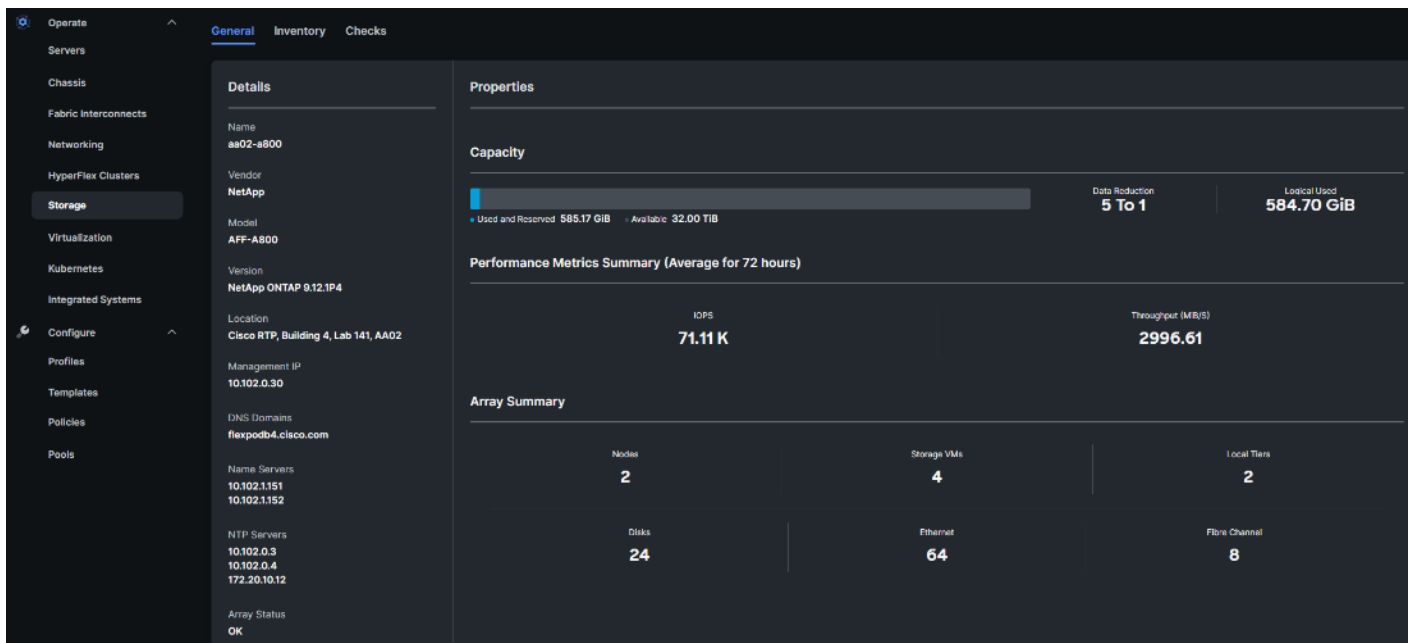 Operate
Servers
Chassis
Fabric Interconnects
Networking
HyperFlex Clusters
Storage
Virtualization
Kubernetes
Integrated Systems
Configure
Profiles
Templates
Policies
Pools
General Inventory Checks
Details
Name
aa02-a800
Vendor
NetApp
Model
AFF-A800
Version
NetApp ONTAP 9.12.1P4
Location
Cisco RTP, Building 4, Lab 141, AA02
Management IP
10.102.0.30
DNS Domains
flexpodb4.cisco.com
Name Servers
10.102.1.151
10.102.1.152
NTP Servers
10.102.0.3
10.102.0.4
172.20.10.12
Array Status
OK
Properties
Capacity
Used and Reserved 585.17 GiB Available 32.00 TiB
Data Reduction
5 To 1
Logical Used
584.70 GiB
Performance Metrics Summary (Average for 72 hours)
IOPS
71.11 K
Throughput (MiB/S)
2996.61
Array Summary
Nodes
2
Storage VMs
4
Local Tiers
2
Disks
24
Ethernet
64
Fibre Channel
8